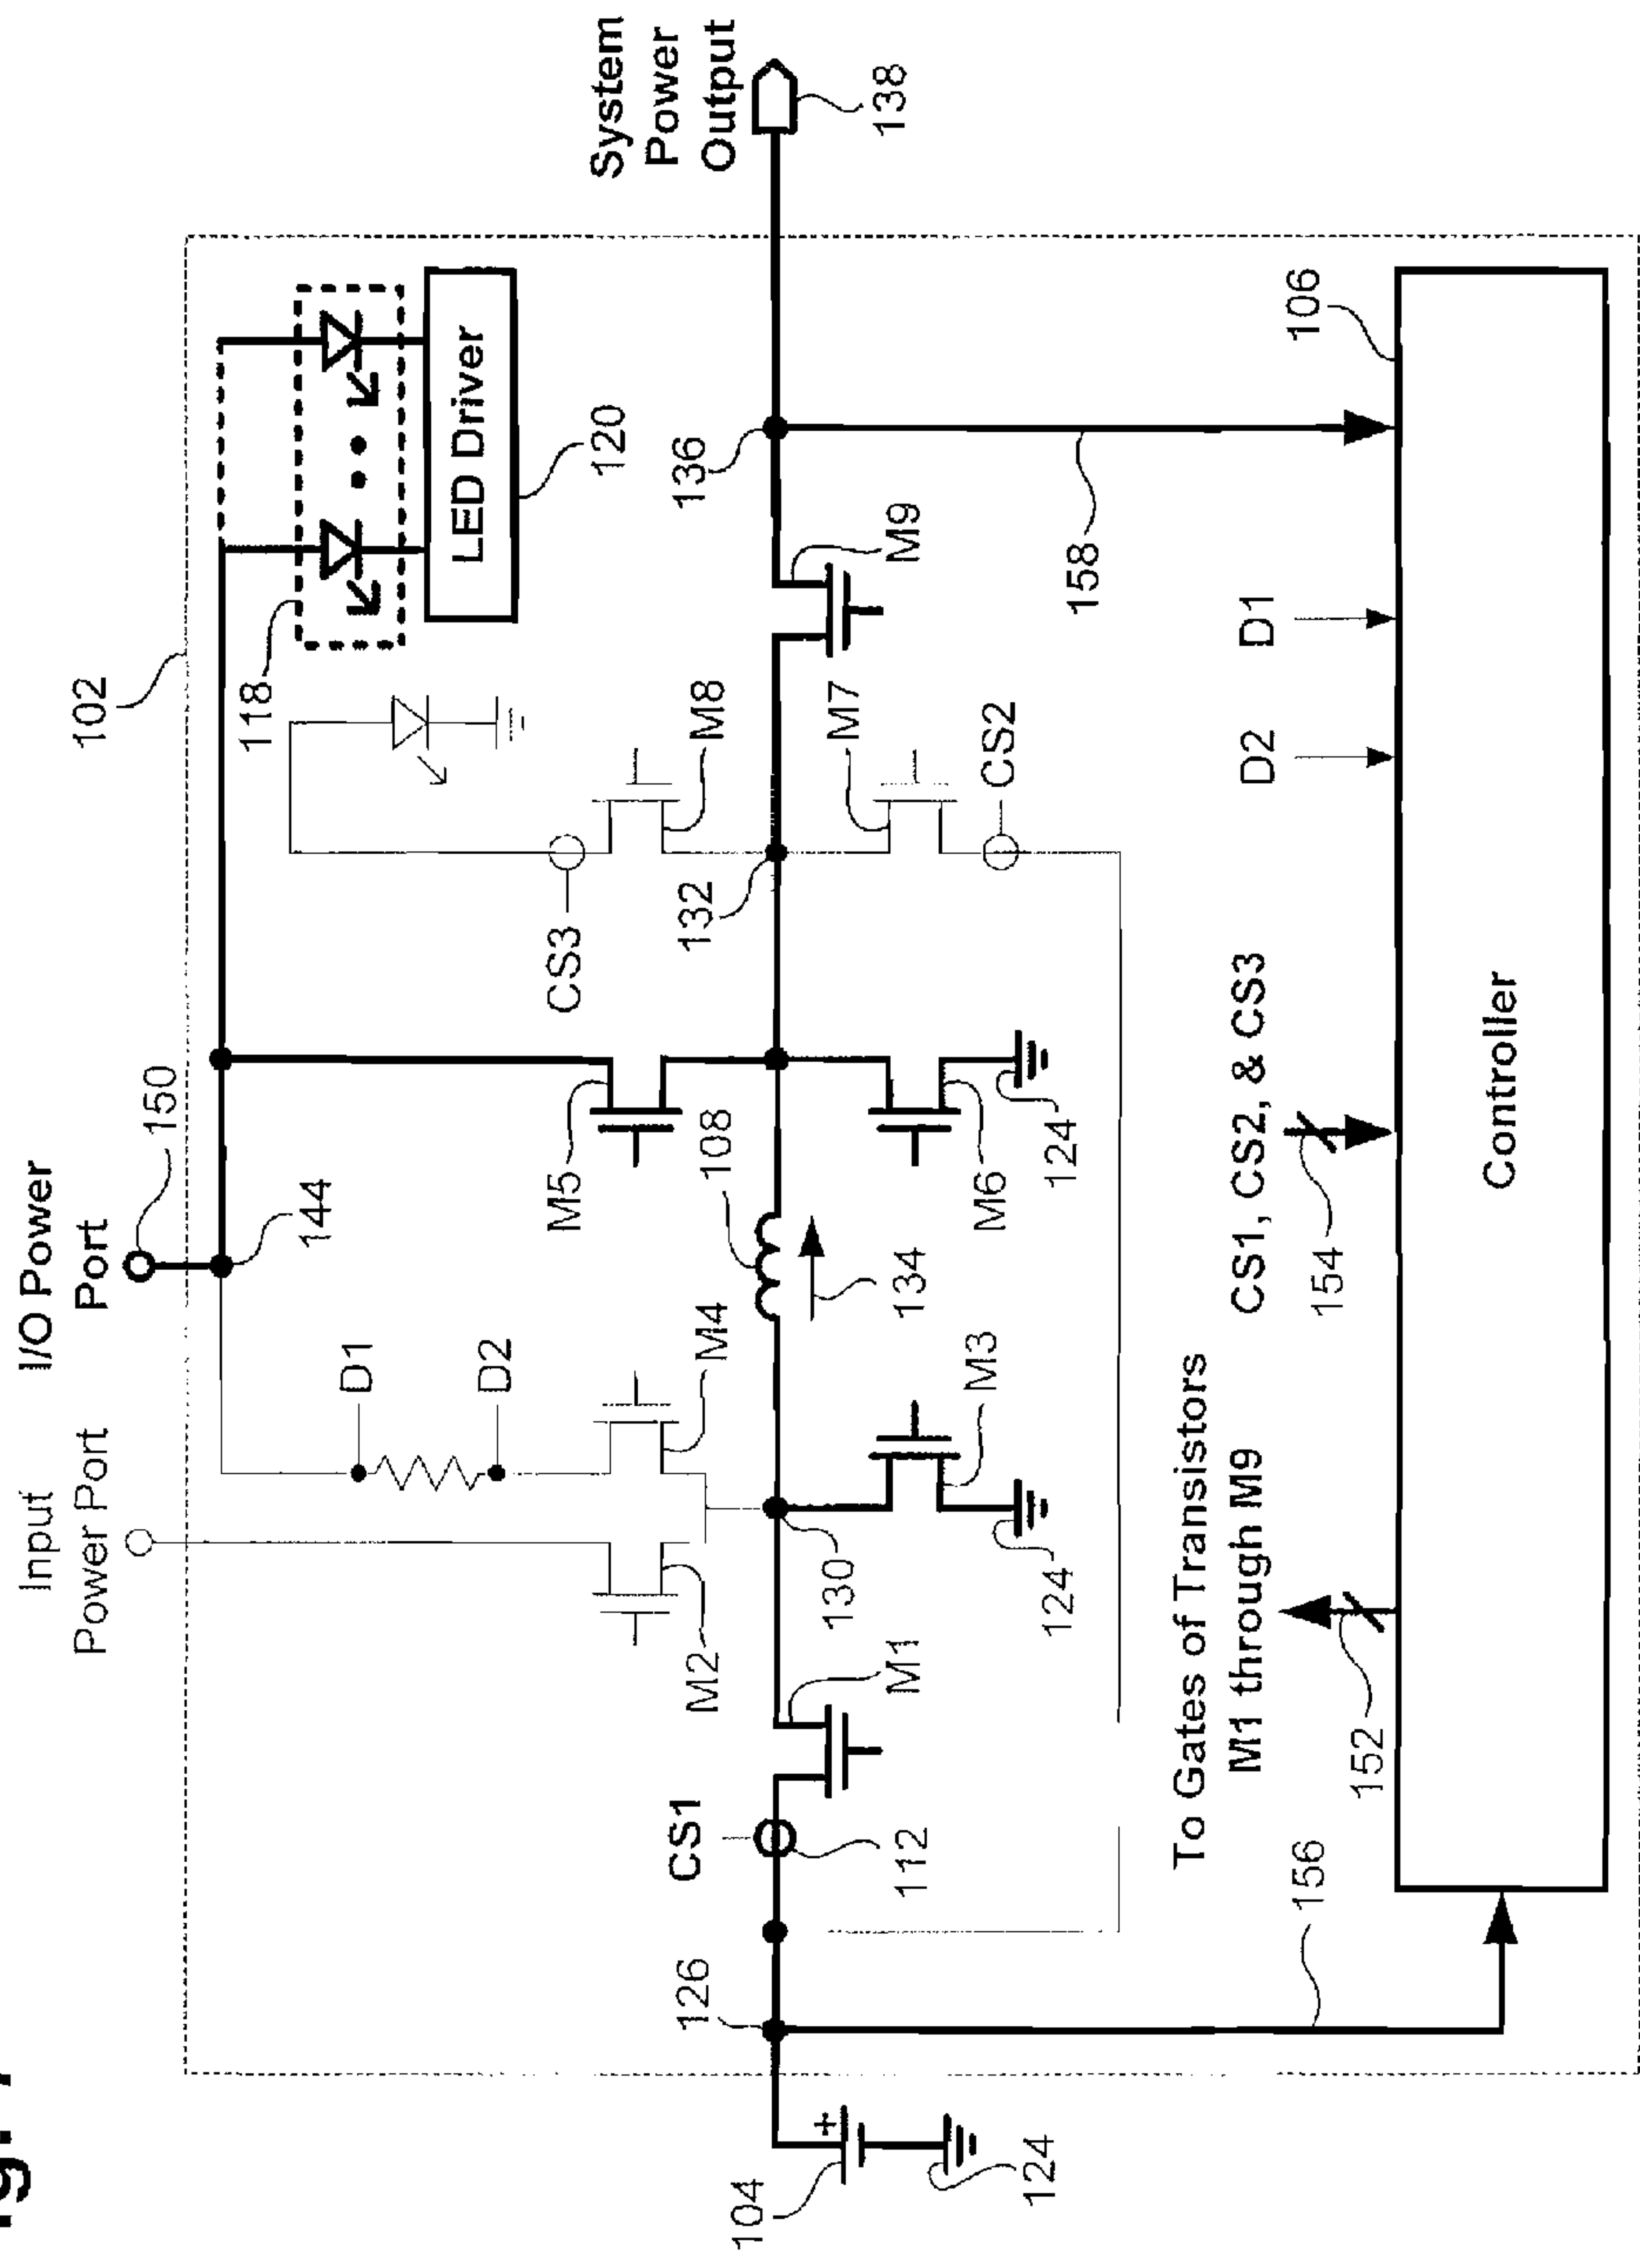 Input
Power Port
I/O Power
Port
150
102
144
D1
D2
118
LED Driver
120
System
Power
Output
138
M2
M4
M5
108
CS3
M8
132
M7
CS2
136
M9
104
124
126
CS1
112
M1
130
M3
124
134
M6
124
158
156
To Gates of Transistors
M1 through M9
152
CS1, CS2, & CS3
154
D2
D1
106
Controller